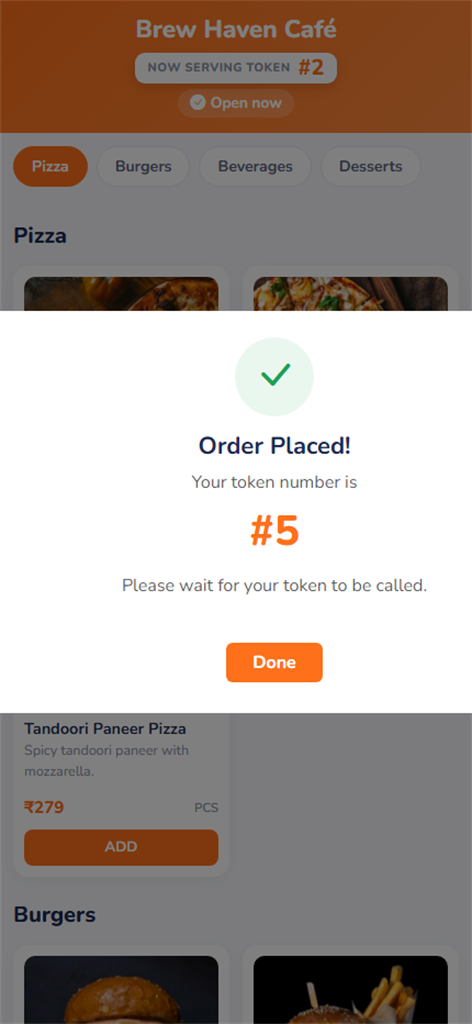 Brew Haven Café
NOW SERVING TOKEN #2
Open now
Pizza Burgers Beverages Desserts
Pizza
Order Placed!
Your token number is
#5
Please wait for your token to be called.
Done
Tandoori Paneer Pizza
Spicy tandoori paneer with
mozzarella.
₹279 PCS
ADD
Burgers